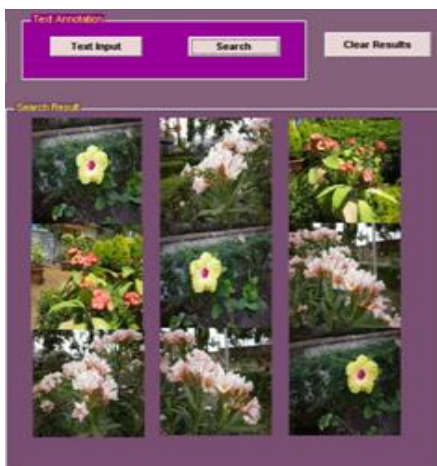 Text Annotation
Text Input
Search
Clear Results
Search Result